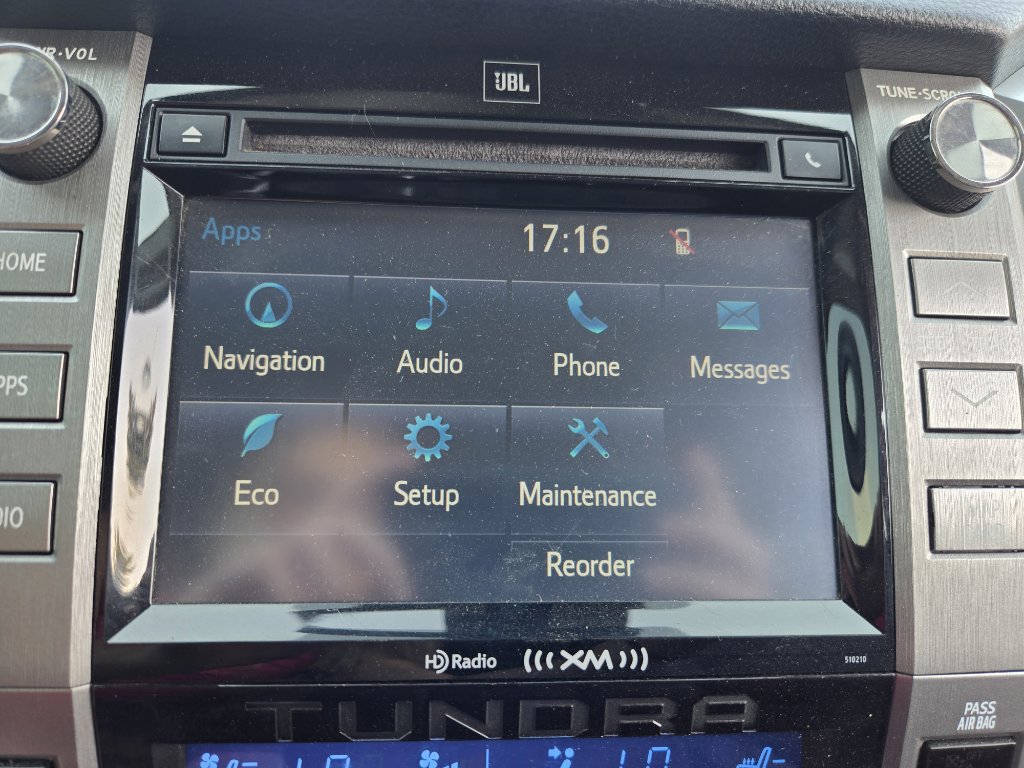 JBL
TUNE·SCROLL
HOME
Apps
17:16
Navigation
Audio
Phone
Messages
Eco
Setup
Maintenance
Reorder
HD Radio
((( XM )))
510210
TUNDRA
PASS
AIR BAG